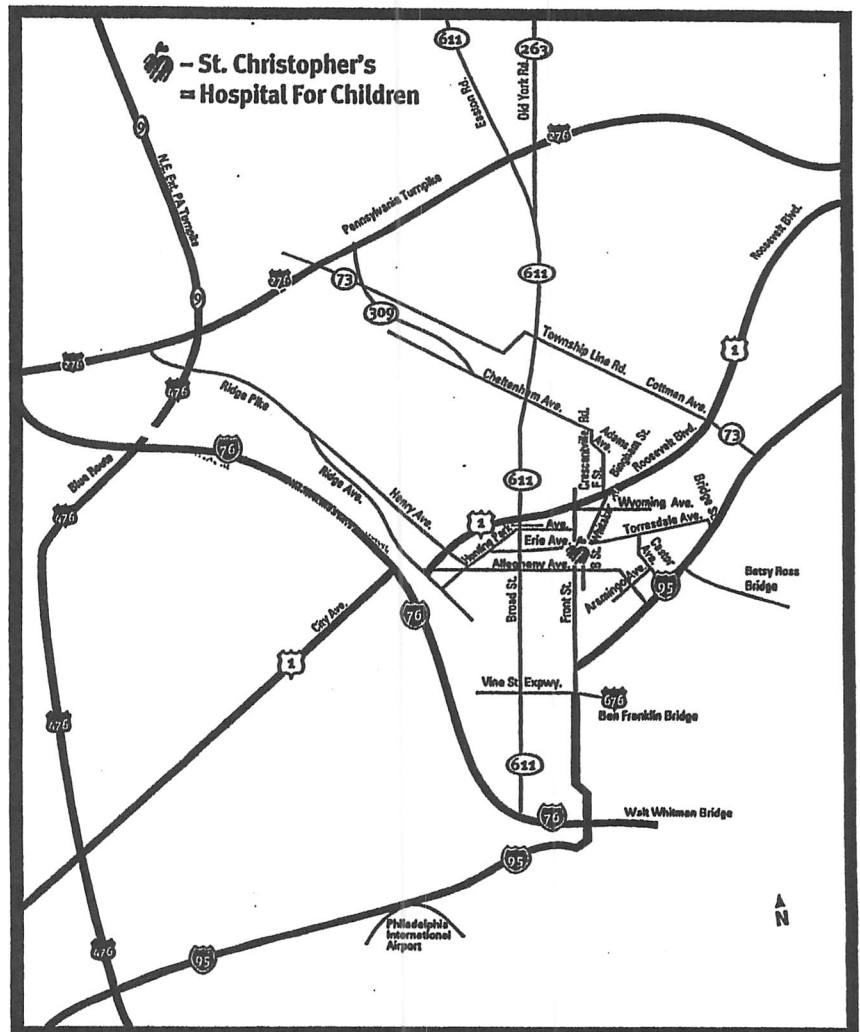 – St. Christopher's
= Hospital For Children
611
263
Easton Rd.
Old York Rd.
9
N.E. Ext. PA Turnpike
276
Pennsylvania Turnpike
Roosevelt Blvd.
276
73
611
9
309
1
Township Line Rd.
276
476
Ridge Pike
Cheltenham Ave.
Cottman Ave.
73
Crescentville Rd.
Adams
Ave.
F St.
Bingham St.
Roosevelt Blvd.
76
Blue Route
Ridge Ave.
Henry Ave.
611
Bridge St.
Wyoming Ave.
476
1
Hunting Park
Ave.
Whitaker
Torresdale Ave.
Erie Ave.
Allegheny Ave.
B St.
Castor
Ave.
Aramingo Ave.
95
Betsy Ross
Bridge
76
City Ave.
Broad St.
Front St.
1
Vine St. Expwy.
676
Ben Franklin Bridge
476
611
76
Walt Whitman Bridge
95
N
Philadelphia
International
Airport
476
95